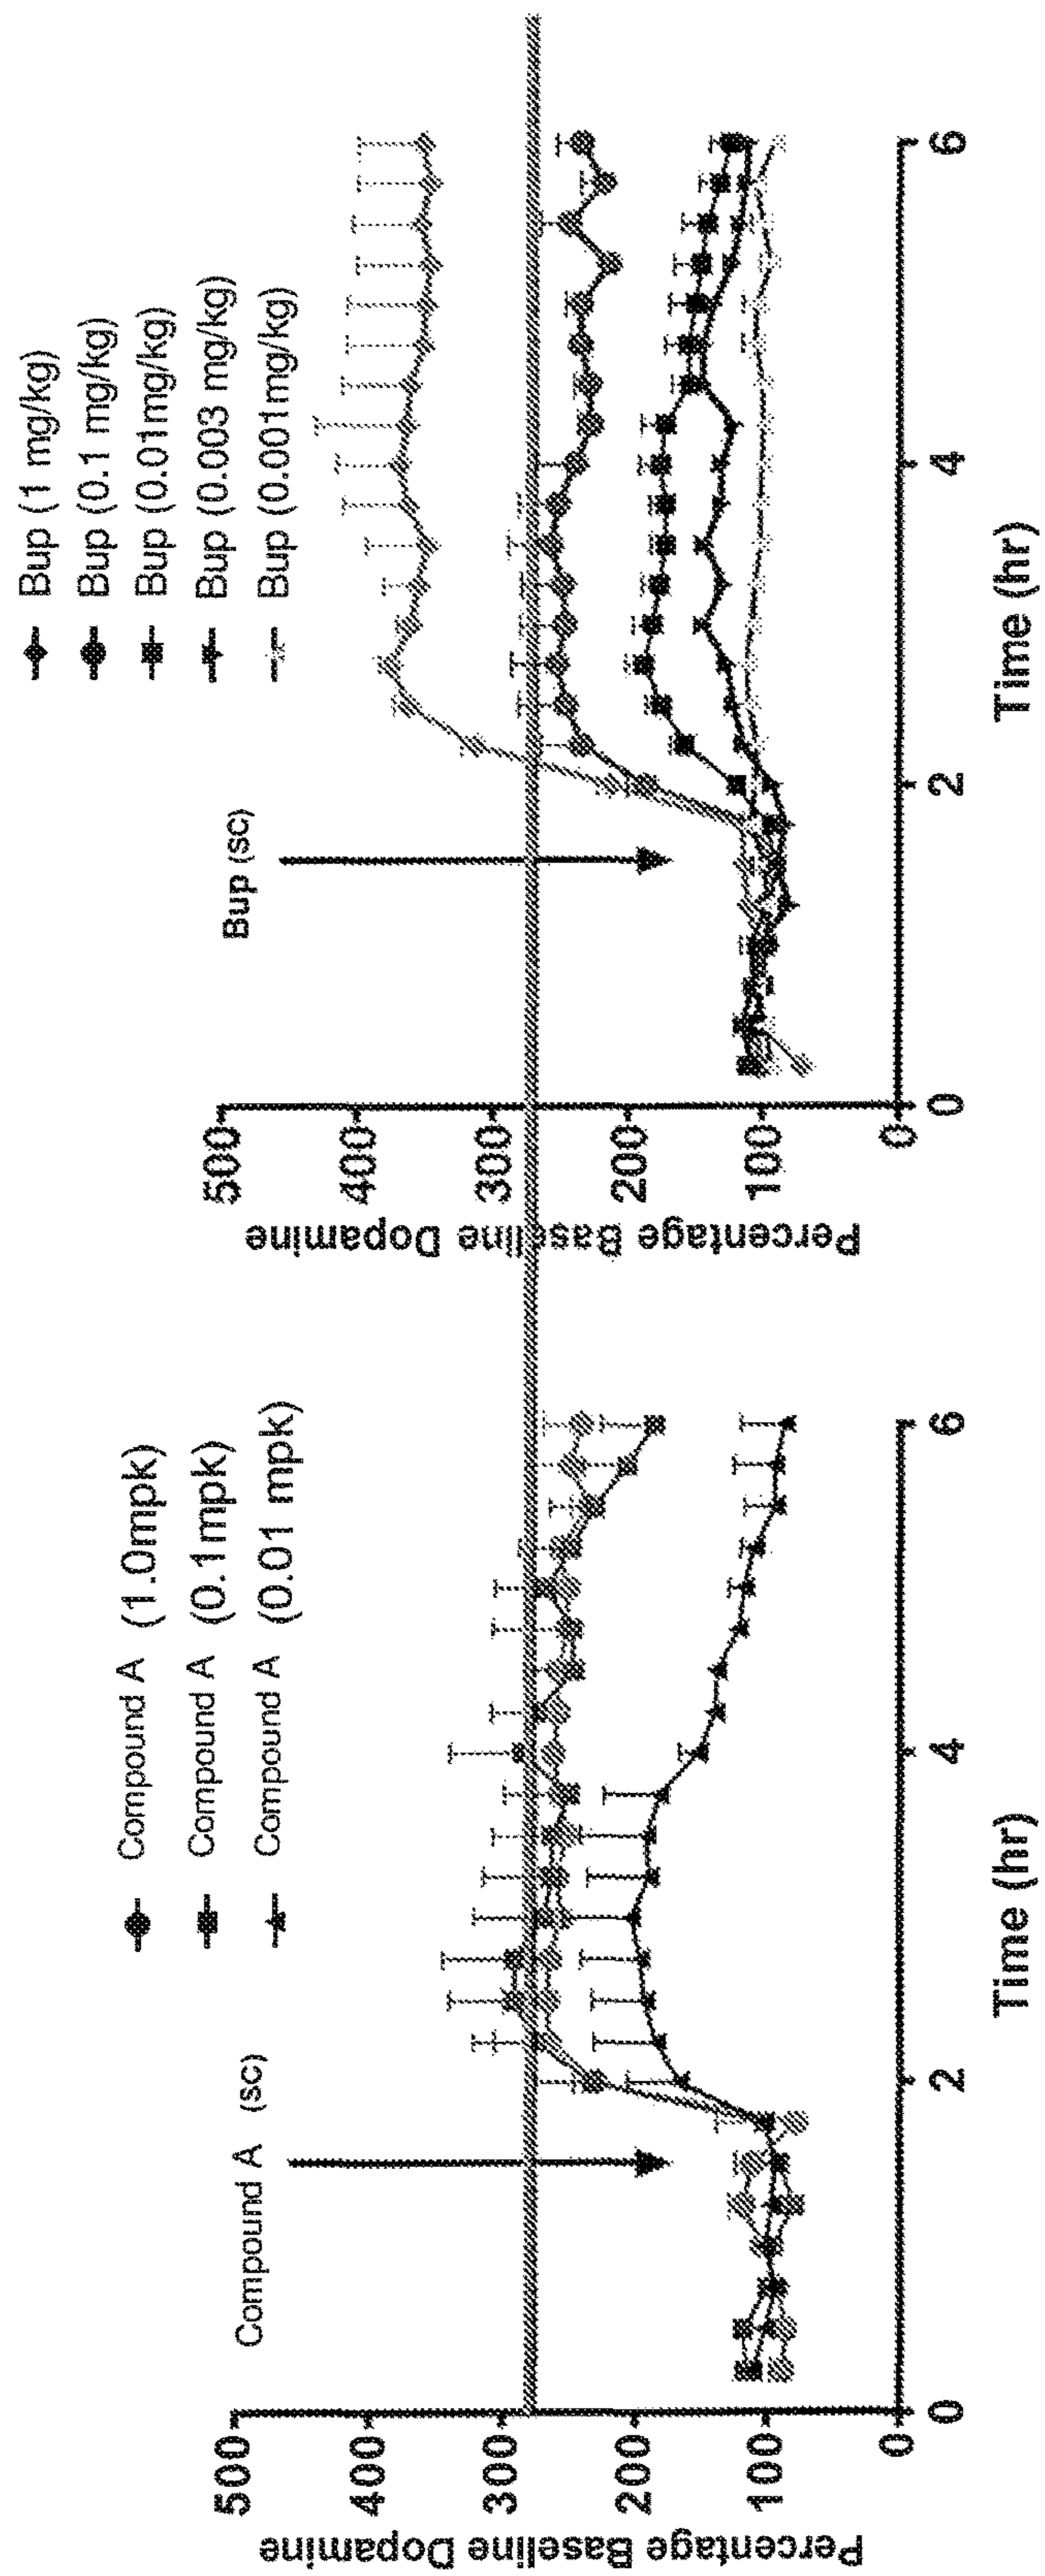 Compound A (1.0mpk)
Compound A (0.1mpk)
Compound A (0.01 mpk)
Compound A (sc)
Percentage Baseline Dopamine
500
400
300
200
100
0
0
2
4
6
Time (hr)
Bup (1 mg/kg)
Bup (0.1 mg/kg)
Bup (0.01mg/kg)
Bup (0.003 mg/kg)
Bup (0.001mg/kg)
Bup (sc)
Percentage Baseline Dopamine
500
400
300
200
100
0
0
2
4
6
Time (hr)